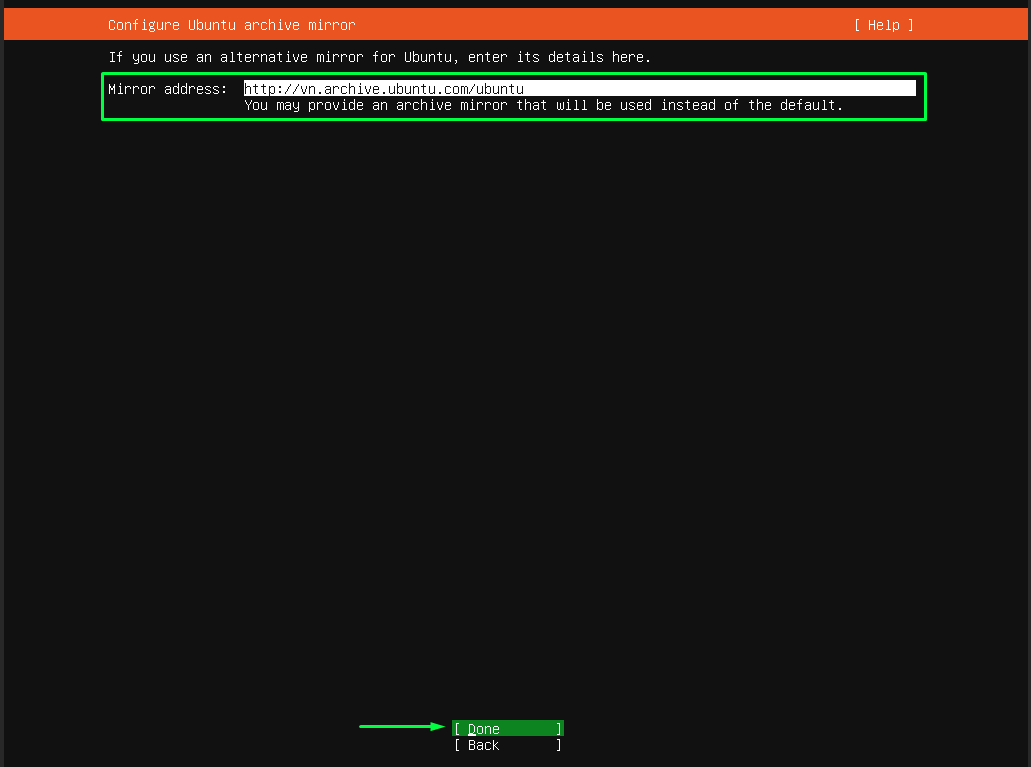 Configure Ubuntu archive mirror [ Help ]
If you use an alternative mirror for Ubuntu, enter its details here.
Mirror address: http://vn.archive.ubuntu.com/ubuntu
You may provide an archive mirror that will be used instead of the default.
[ Done ]
[ Back ]